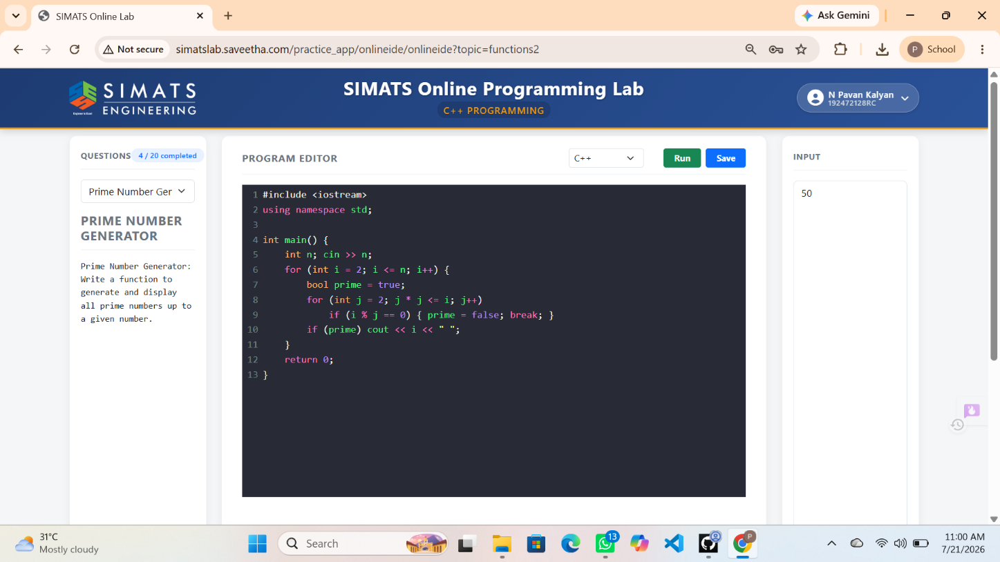 SIMATS Online Lab
Ask Gemini
Not secure
simatslab.saveetha.com/practice_app/onlineide/onlineide?topic=functions2
P
School
SIMATS
ENGINEERING
Engineer to Excel
SIMATS Online Programming Lab
C++ PROGRAMMING
N Pavan Kalyan
192472128RC
QUESTIONS
4 / 20 completed
Prime Number Ger
PRIME NUMBER
GENERATOR
Prime Number Generator:
Write a function to
generate and display
all prime numbers up to
a given number.
PROGRAM EDITOR
C++
Run
Save
1 #include <iostream>
2 using namespace std;
3
4 int main() {
5     int n; cin >> n;
6     for (int i = 2; i <= n; i++) {
7         bool prime = true;
8         for (int j = 2; j * j <= i; j++)
9             if (i % j == 0) { prime = false; break; }
10         if (prime) cout << i << " ";
11     }
12     return 0;
13 }
INPUT
50
31°C
Mostly cloudy
Search
13
P
11:00 AM
7/21/2026